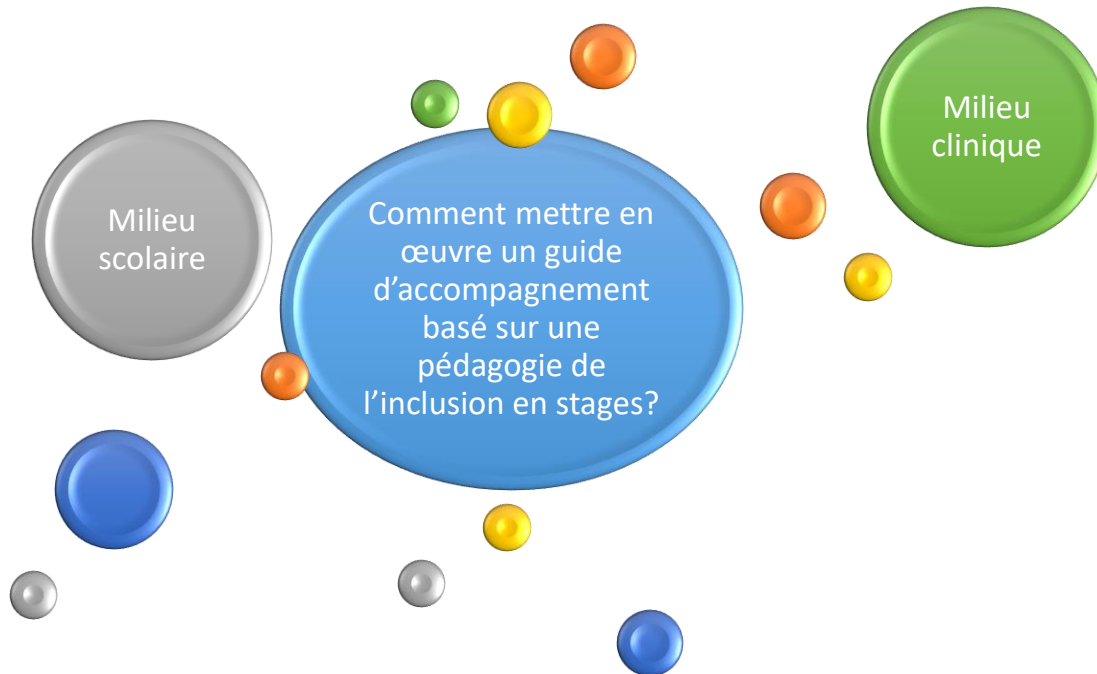 Milieu
scolaire
Comment mettre en
œuvre un guide
d’accompagnement
basé sur une
pédagogie de
l’inclusion en stages?
Milieu
clinique